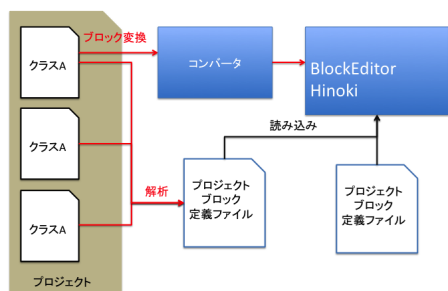 ブロック変換
クラスA
コンバータ
BlockEditor
Hinoki
読み込み
クラスA
解析
プロジェクト
ブロック
定義ファイル
プロジェクト
ブロック
定義ファイル
クラスA
プロジェクト